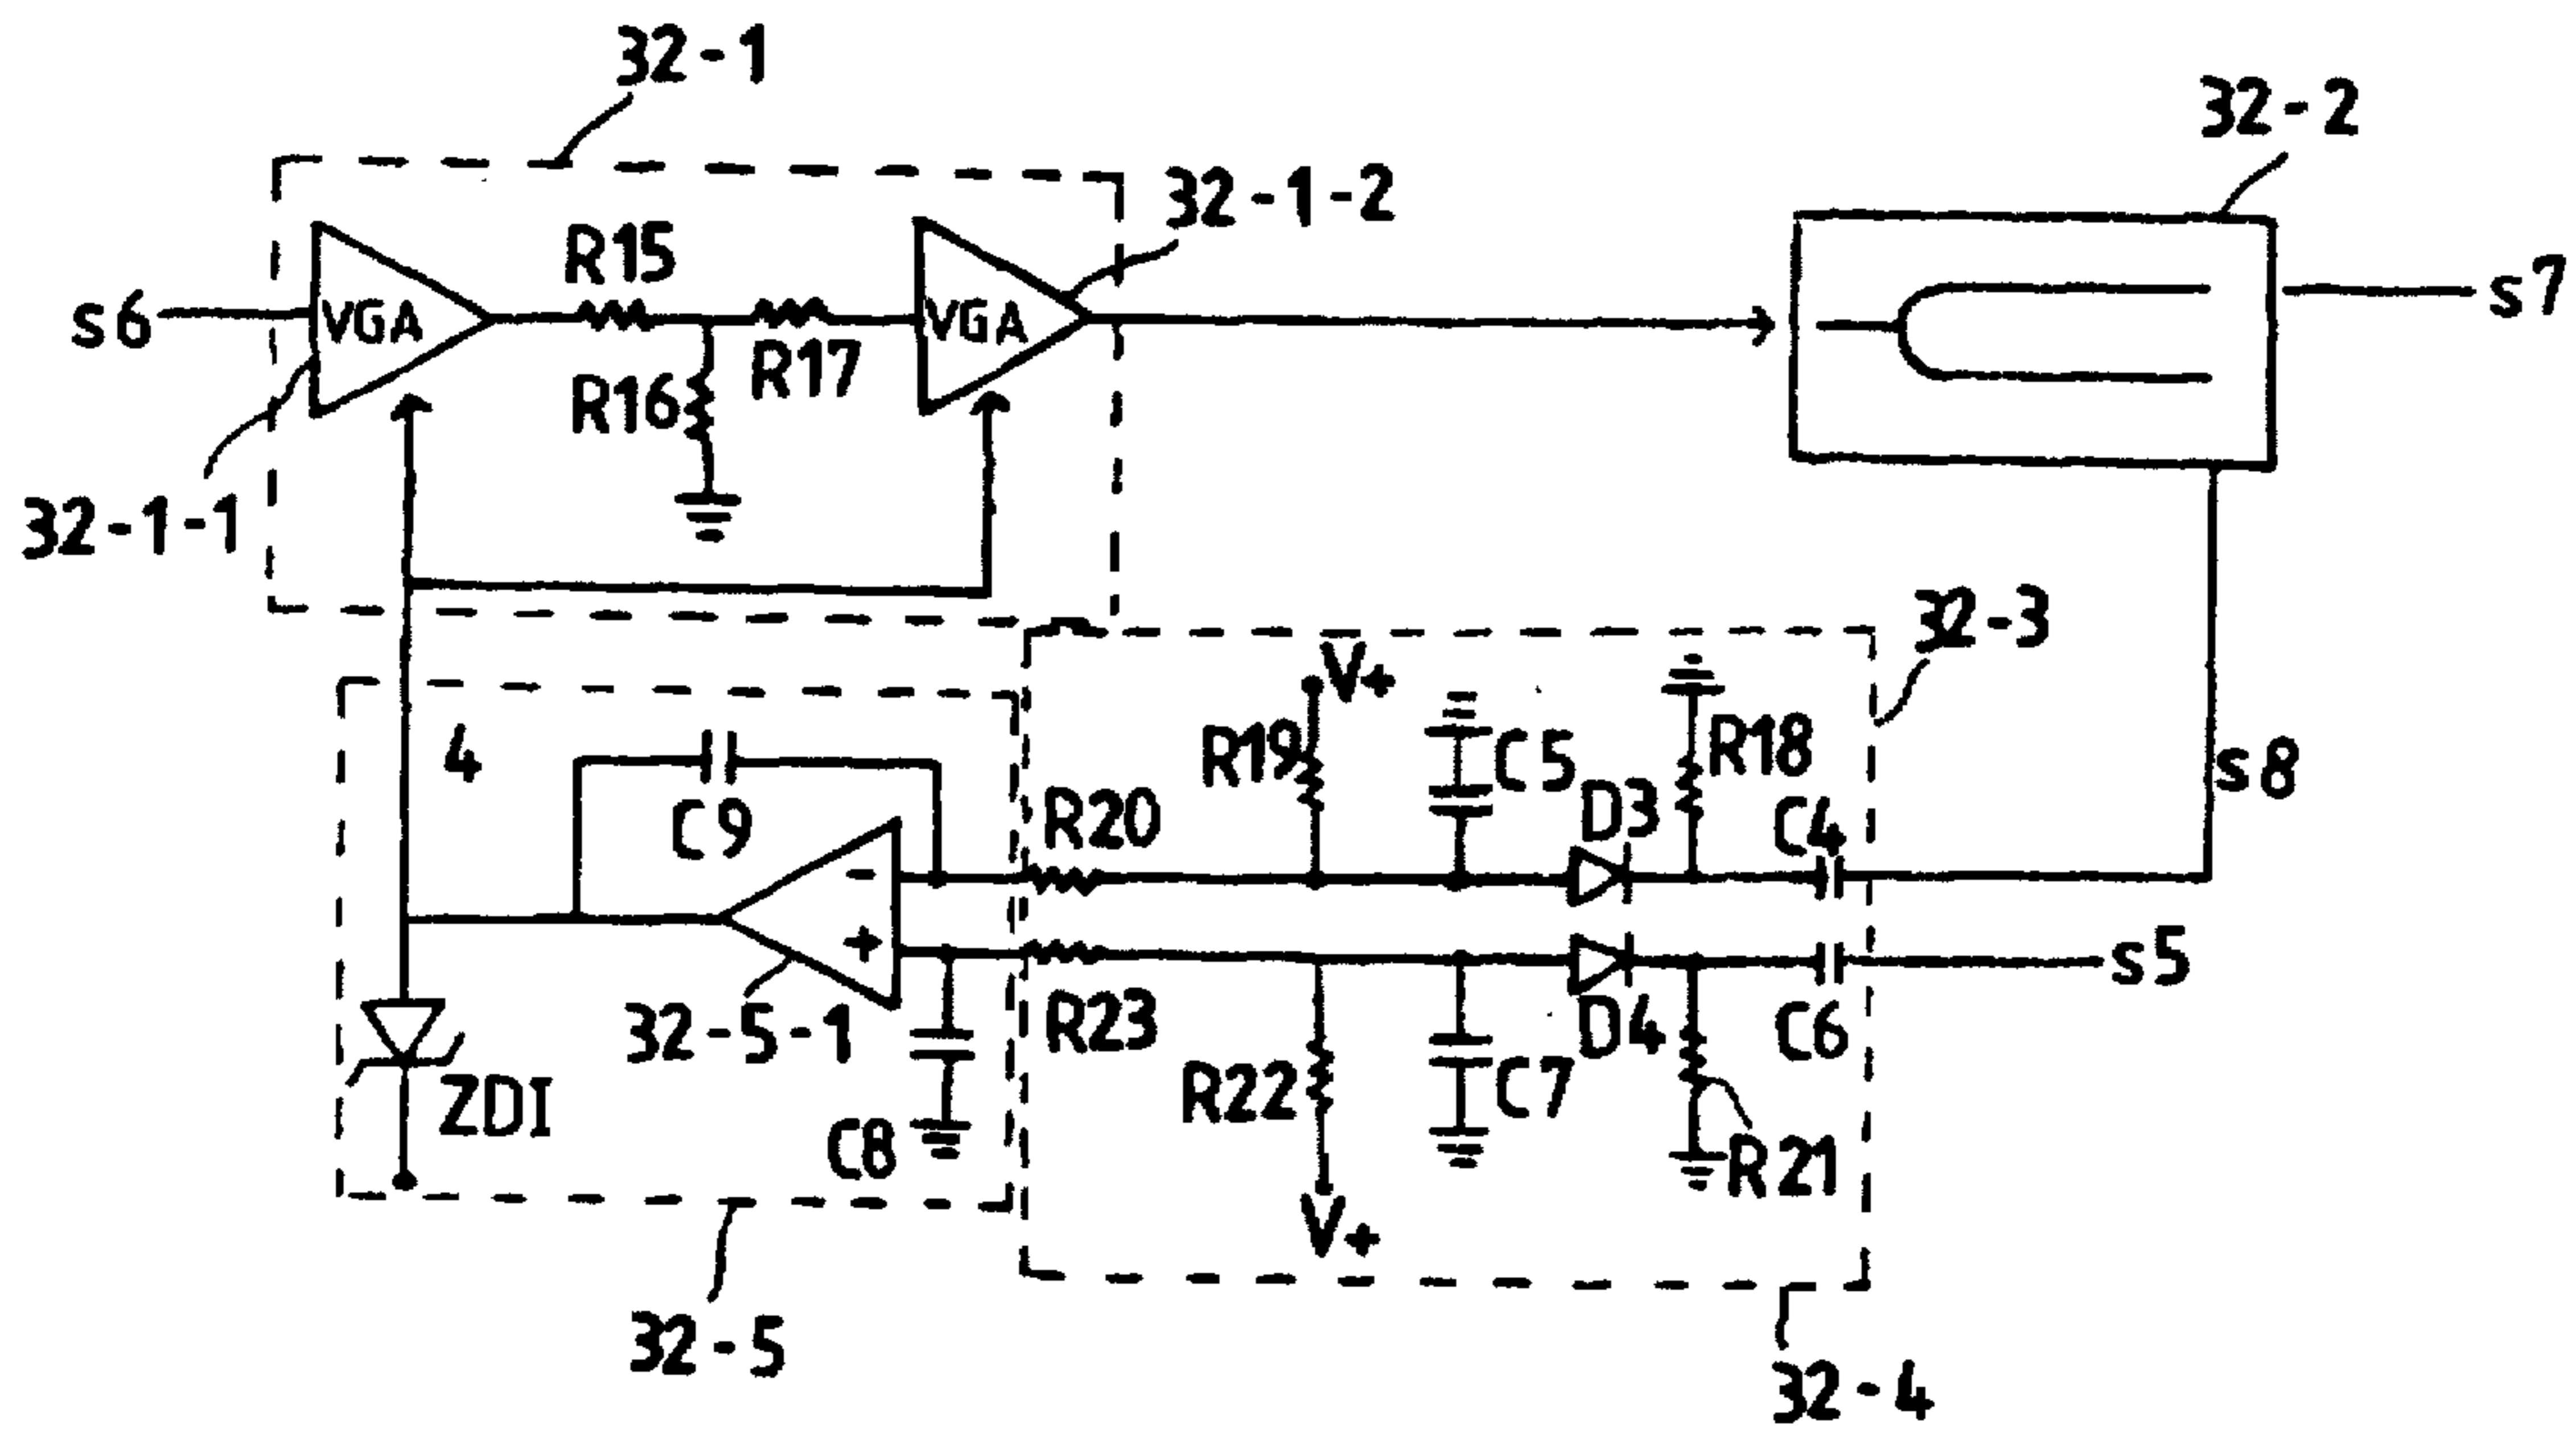 32-1
32-2
32-1-2
R15
s7
s6
VGA
VGA
R17
R16
32-1-1
32-3
V+
4
R19
C5
R18
s8
D3
C9
R20
C4
-
+
s5
32-5-1
R23
D4
C6
R22
C7
ZDI
C8
R21
V+
32-5
32-4